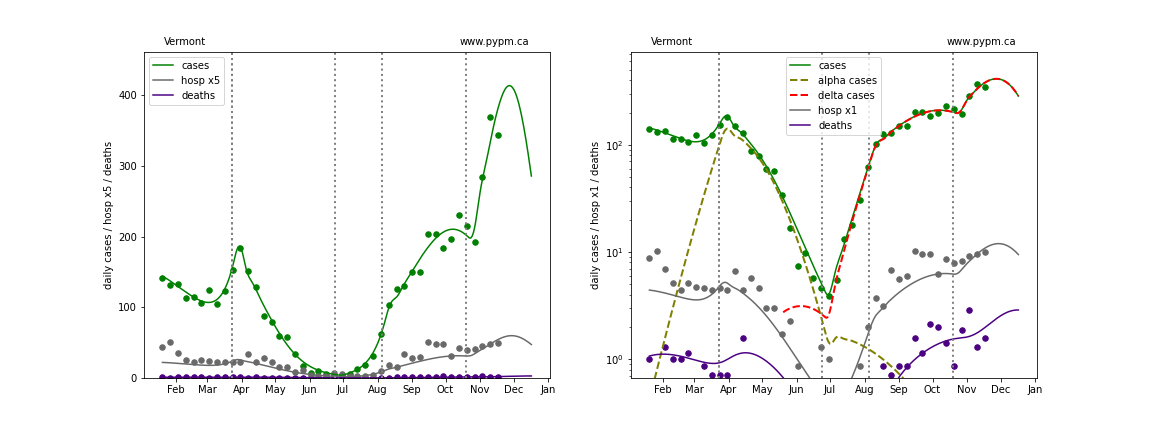 Vermont www.pypm.ca
cases
hosp x5
deaths
daily cases / hosp x5 / deaths
400
300
200
100
0
Feb Mar Apr May Jun Jul Aug Sep Oct Nov Dec Jan
Vermont www.pypm.ca
cases
alpha cases
delta cases
hosp x1
deaths
daily cases / hosp x1 / deaths
10²
10¹
10⁰
Feb Mar Apr May Jun Jul Aug Sep Oct Nov Dec Jan